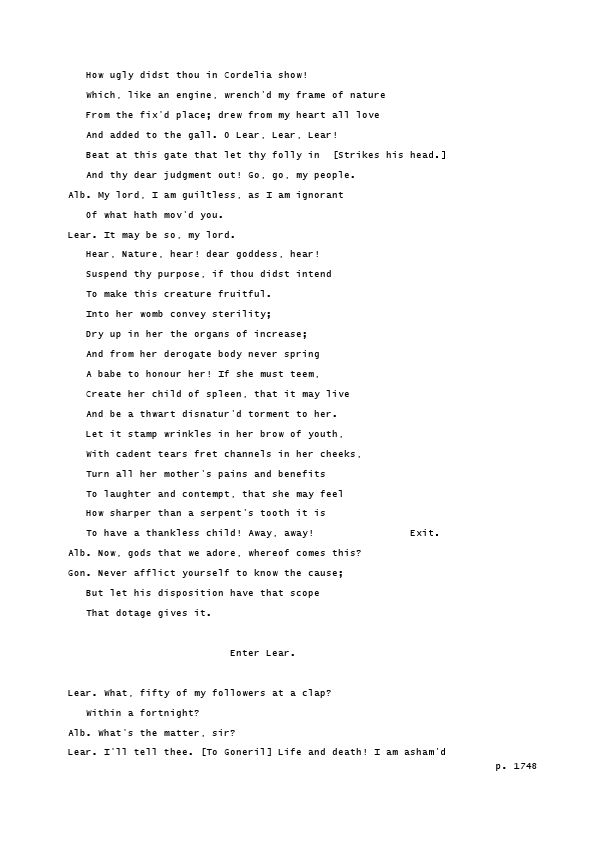 How ugly didst thou in Cordelia show!
Which, like an engine, wrench'd my frame of nature
From the fix'd place; drew from my heart all love
And added to the gall. O Lear, Lear, Lear!
Beat at this gate that let thy folly in  [Strikes his head.]
And thy dear judgment out! Go, go, my people.
Alb. My lord, I am guiltless, as I am ignorant
Of what hath mov'd you.
Lear. It may be so, my lord.
Hear, Nature, hear! dear goddess, hear!
Suspend thy purpose, if thou didst intend
To make this creature fruitful.
Into her womb convey sterility;
Dry up in her the organs of increase;
And from her derogate body never spring
A babe to honour her! If she must teem,
Create her child of spleen, that it may live
And be a thwart disnatur'd torment to her.
Let it stamp wrinkles in her brow of youth,
With cadent tears fret channels in her cheeks,
Turn all her mother's pains and benefits
To laughter and contempt, that she may feel
How sharper than a serpent's tooth it is
To have a thankless child! Away, away!                Exit.
Alb. Now, gods that we adore, whereof comes this?
Gon. Never afflict yourself to know the cause;
But let his disposition have that scope
That dotage gives it.
Enter Lear.
Lear. What, fifty of my followers at a clap?
Within a fortnight?
Alb. What's the matter, sir?
Lear. I'll tell thee. [To Goneril] Life and death! I am asham'd
p. 1748